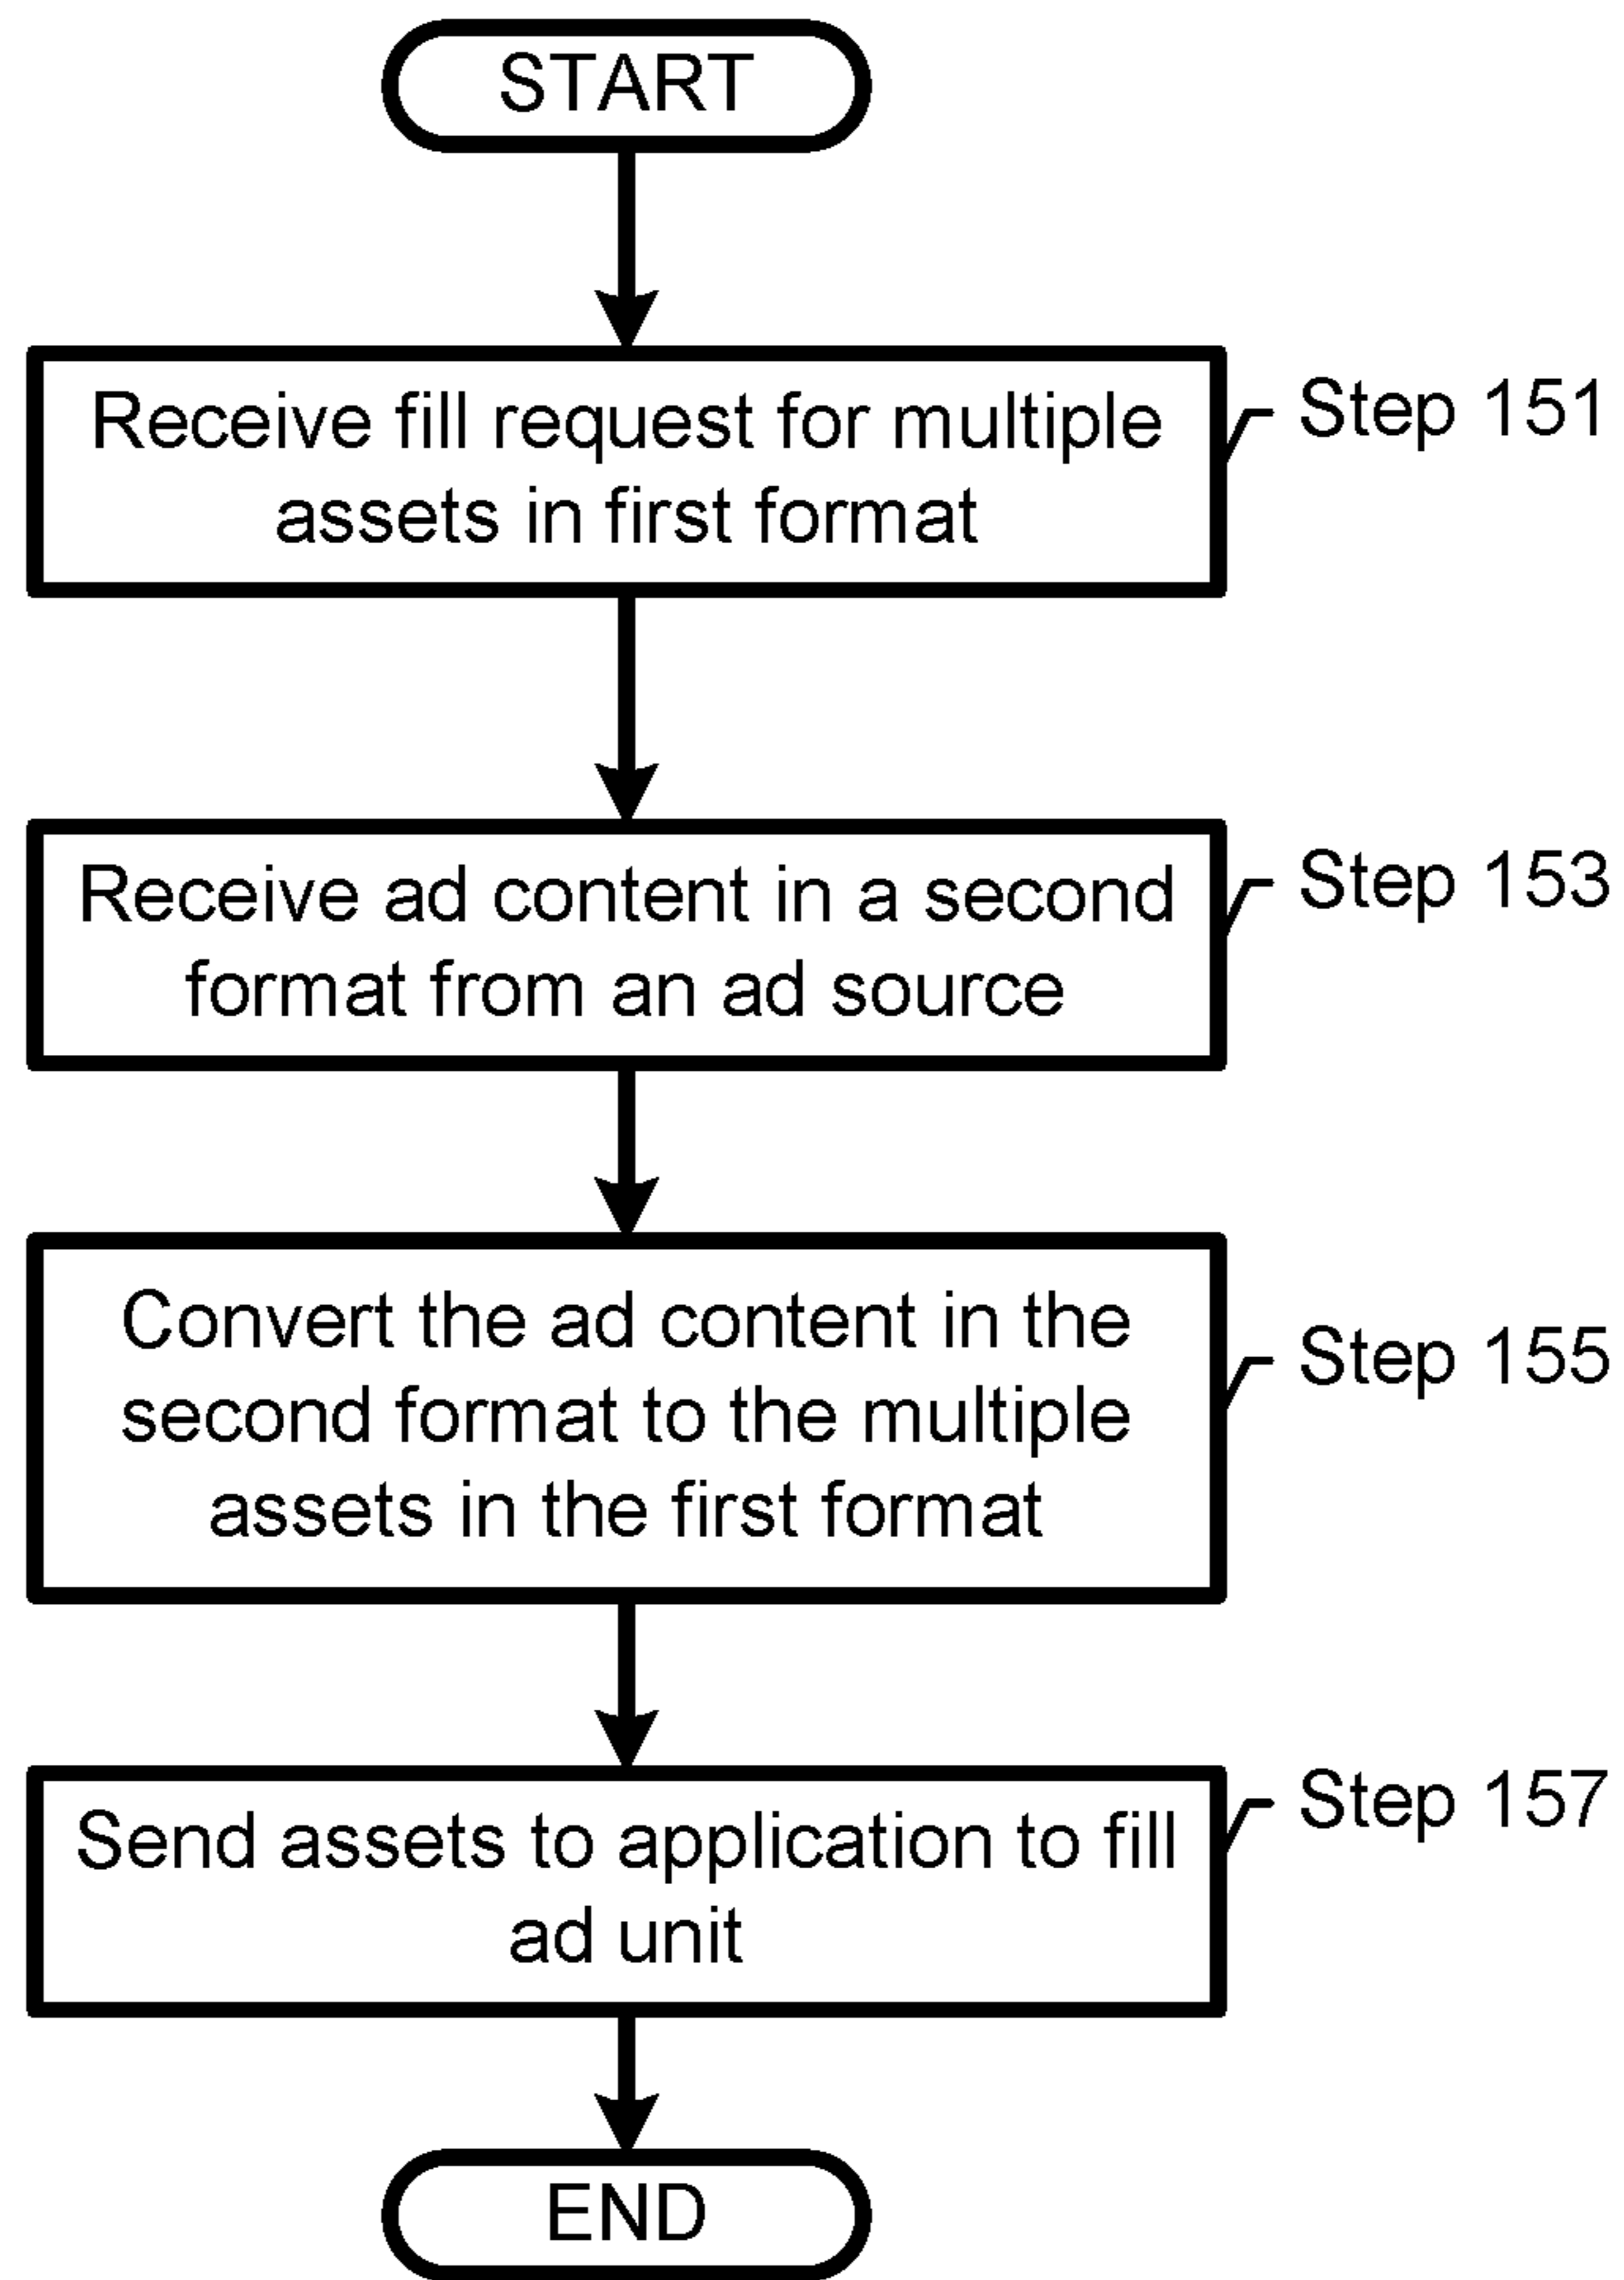 START
Receive fill request for multiple
assets in first format
Step 151
Receive ad content in a second
format from an ad source
Step 153
Convert the ad content in the
second format to the multiple
assets in the first format
Step 155
Send assets to application to fill
ad unit
Step 157
END